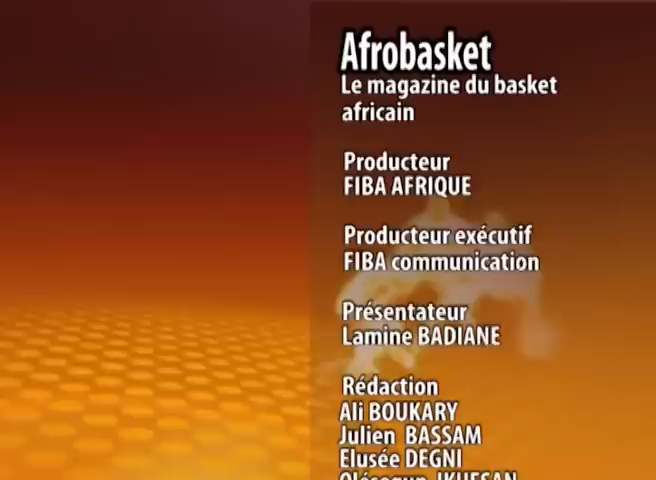 Afrobasket
Le magazine du basket
africain
Producteur
FIBA AFRIQUE
Producteur exécutif
FIBA communication
Présentateur
Lamine BADIANE
Rédaction
Ali BOUKARY
Julien BASSAM
Elusée DEGNI